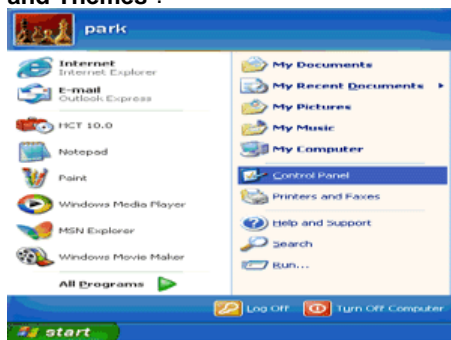 and Themes".
park
Internet
Internet Explorer
E-mail
Outlook Express
HCT 10.0
Notepad
Paint
Windows Media Player
MSN Explorer
Windows Movie Maker
All Programs
My Documents
My Recent Documents
My Pictures
My Music
My Computer
Control Panel
Printers and Faxes
Help and Support
Search
Run...
Log Off
Turn Off Computer
start